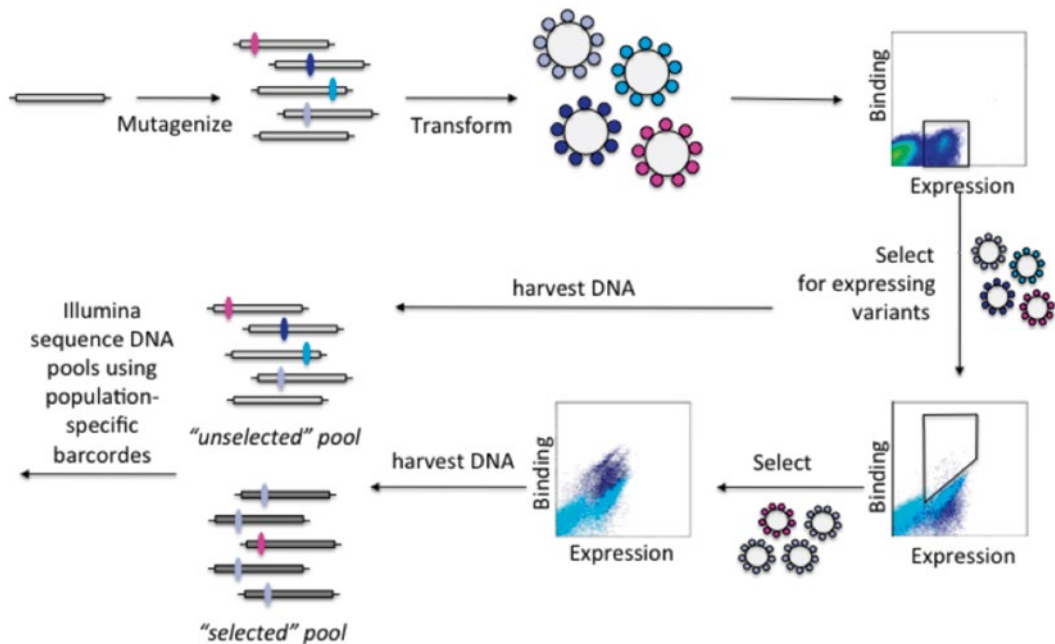 Mutagenize
Transform
Binding
Expression
Select
for expressing
variants
harvest DNA
Illumina
sequence DNA
pools using
population-
specific
barcordes
“unselected” pool
harvest DNA
Binding
Expression
Select
Binding
Expression
“selected” pool